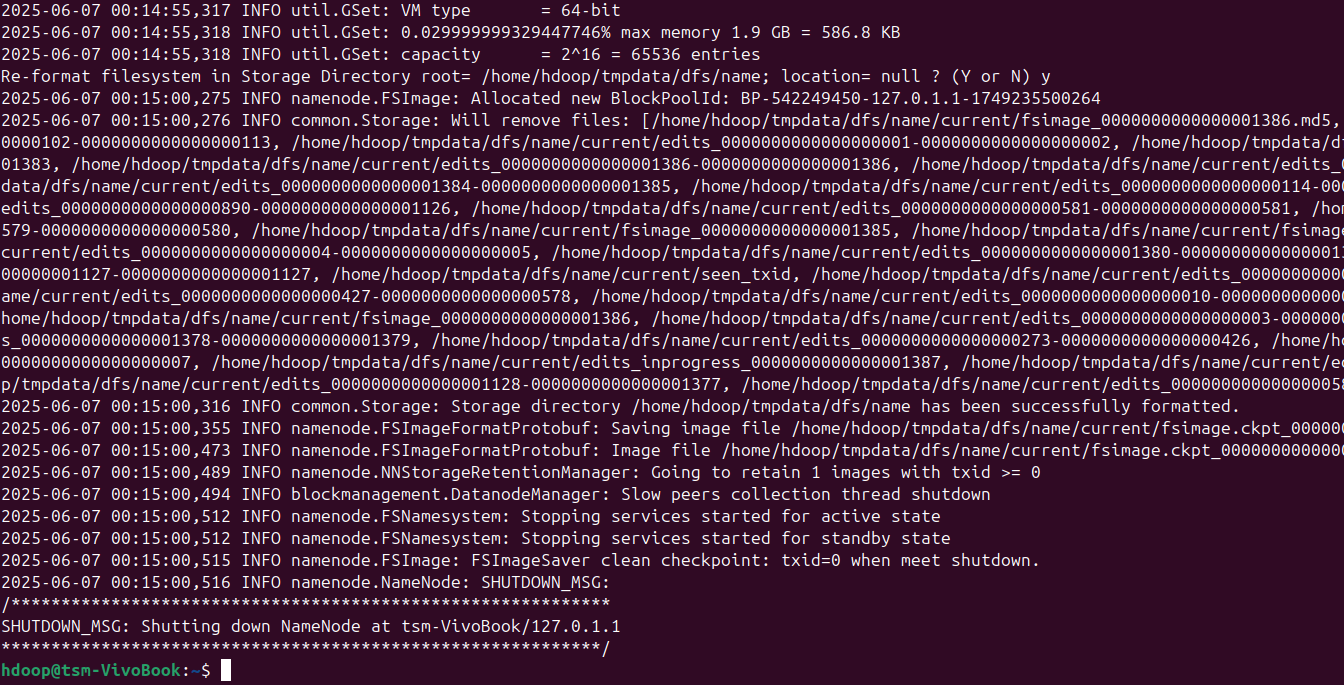 2025-06-07 00:14:55,317 INFO util.GSet: VM type       = 64-bit
2025-06-07 00:14:55,318 INFO util.GSet: 0.029999999329447746% max memory 1.9 GB = 586.8 KB
2025-06-07 00:14:55,318 INFO util.GSet: capacity      = 2^16 = 65536 entries
Re-format filesystem in Storage Directory root= /home/hdoop/tmpdata/dfs/name; location= null ? (Y or N) y
2025-06-07 00:15:00,275 INFO namenode.FSImage: Allocated new BlockPoolId: BP-542249450-127.0.1.1-1749235500264
2025-06-07 00:15:00,276 INFO common.Storage: Will remove files: [/home/hdoop/tmpdata/dfs/name/current/fsimage_0000000000000001386.md5,
0000102-0000000000000000113, /home/hdoop/tmpdata/dfs/name/current/edits_0000000000000000001-0000000000000000002, /home/hdoop/tmpdata/d
01383, /home/hdoop/tmpdata/dfs/name/current/edits_0000000000000001386-0000000000000001386, /home/hdoop/tmpdata/dfs/name/current/edits_
data/dfs/name/current/edits_0000000000000001384-0000000000000001385, /home/hdoop/tmpdata/dfs/name/current/edits_0000000000000000114-000
edits_0000000000000000890-0000000000000001126, /home/hdoop/tmpdata/dfs/name/current/edits_0000000000000000581-0000000000000000581, /ho
579-0000000000000000580, /home/hdoop/tmpdata/dfs/name/current/fsimage_0000000000000001385, /home/hdoop/tmpdata/dfs/name/current/fsimage
current/edits_0000000000000000004-0000000000000000005, /home/hdoop/tmpdata/dfs/name/current/edits_0000000000000001380-00000000000000013
00000001127-0000000000000001127, /home/hdoop/tmpdata/dfs/name/current/seen_txid, /home/hdoop/tmpdata/dfs/name/current/edits_00000000000
ame/current/edits_0000000000000000427-0000000000000000578, /home/hdoop/tmpdata/dfs/name/current/edits_0000000000000000010-0000000000000
home/hdoop/tmpdata/dfs/name/current/fsimage_0000000000000001386, /home/hdoop/tmpdata/dfs/name/current/edits_0000000000000000003-0000000
s_0000000000000001378-0000000000000001379, /home/hdoop/tmpdata/dfs/name/current/edits_0000000000000000273-0000000000000000426, /home/h
0000000000000000007, /home/hdoop/tmpdata/dfs/name/current/edits_inprogress_0000000000000001387, /home/hdoop/tmpdata/dfs/name/current/e
p/tmpdata/dfs/name/current/edits_0000000000000001128-0000000000000001377, /home/hdoop/tmpdata/dfs/name/current/edits_000000000000000058
2025-06-07 00:15:00,316 INFO common.Storage: Storage directory /home/hdoop/tmpdata/dfs/name has been successfully formatted.
2025-06-07 00:15:00,355 INFO namenode.FSImageFormatProtobuf: Saving image file /home/hdoop/tmpdata/dfs/name/current/fsimage.ckpt_000000
2025-06-07 00:15:00,473 INFO namenode.FSImageFormatProtobuf: Image file /home/hdoop/tmpdata/dfs/name/current/fsimage.ckpt_0000000000000
2025-06-07 00:15:00,489 INFO namenode.NNStorageRetentionManager: Going to retain 1 images with txid >= 0
2025-06-07 00:15:00,494 INFO blockmanagement.DatanodeManager: Slow peers collection thread shutdown
2025-06-07 00:15:00,512 INFO namenode.FSNamesystem: Stopping services started for active state
2025-06-07 00:15:00,512 INFO namenode.FSNamesystem: Stopping services started for standby state
2025-06-07 00:15:00,515 INFO namenode.FSImage: FSImageSaver clean checkpoint: txid=0 when meet shutdown.
2025-06-07 00:15:00,516 INFO namenode.NameNode: SHUTDOWN_MSG:
/************************************************************
SHUTDOWN_MSG: Shutting down NameNode at tsm-VivoBook/127.0.1.1
************************************************************/
hdoop@tsm-VivoBook:~$